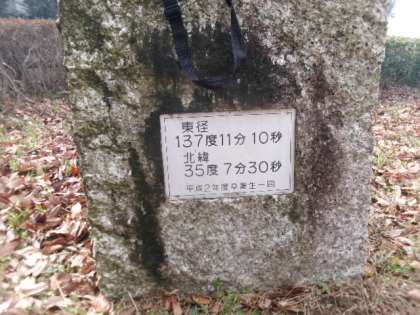 東径
137度11分10秒
北緯
35度 7分30秒
平成2年度卒業生一同